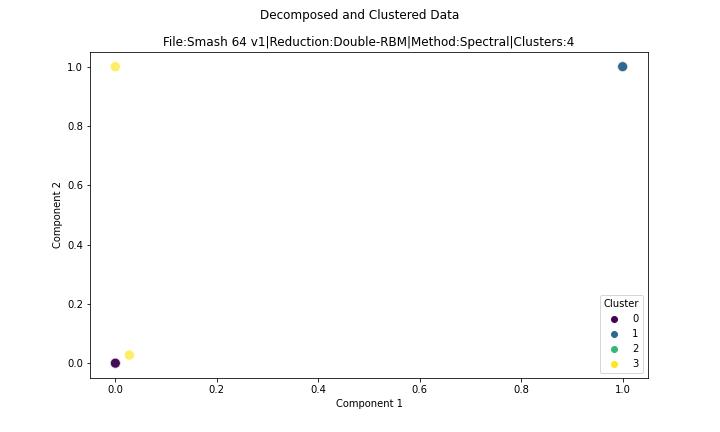 Decomposed and Clustered Data
File:Smash 64 v1|Reduction:Double-RBM|Method:Spectral|Clusters:4
1.0
0.8
0.6
0.4
0.2
0.0
Component 2
0.0 0.2 0.4 0.6 0.8 1.0
Component 1
Cluster
0
1
2
3